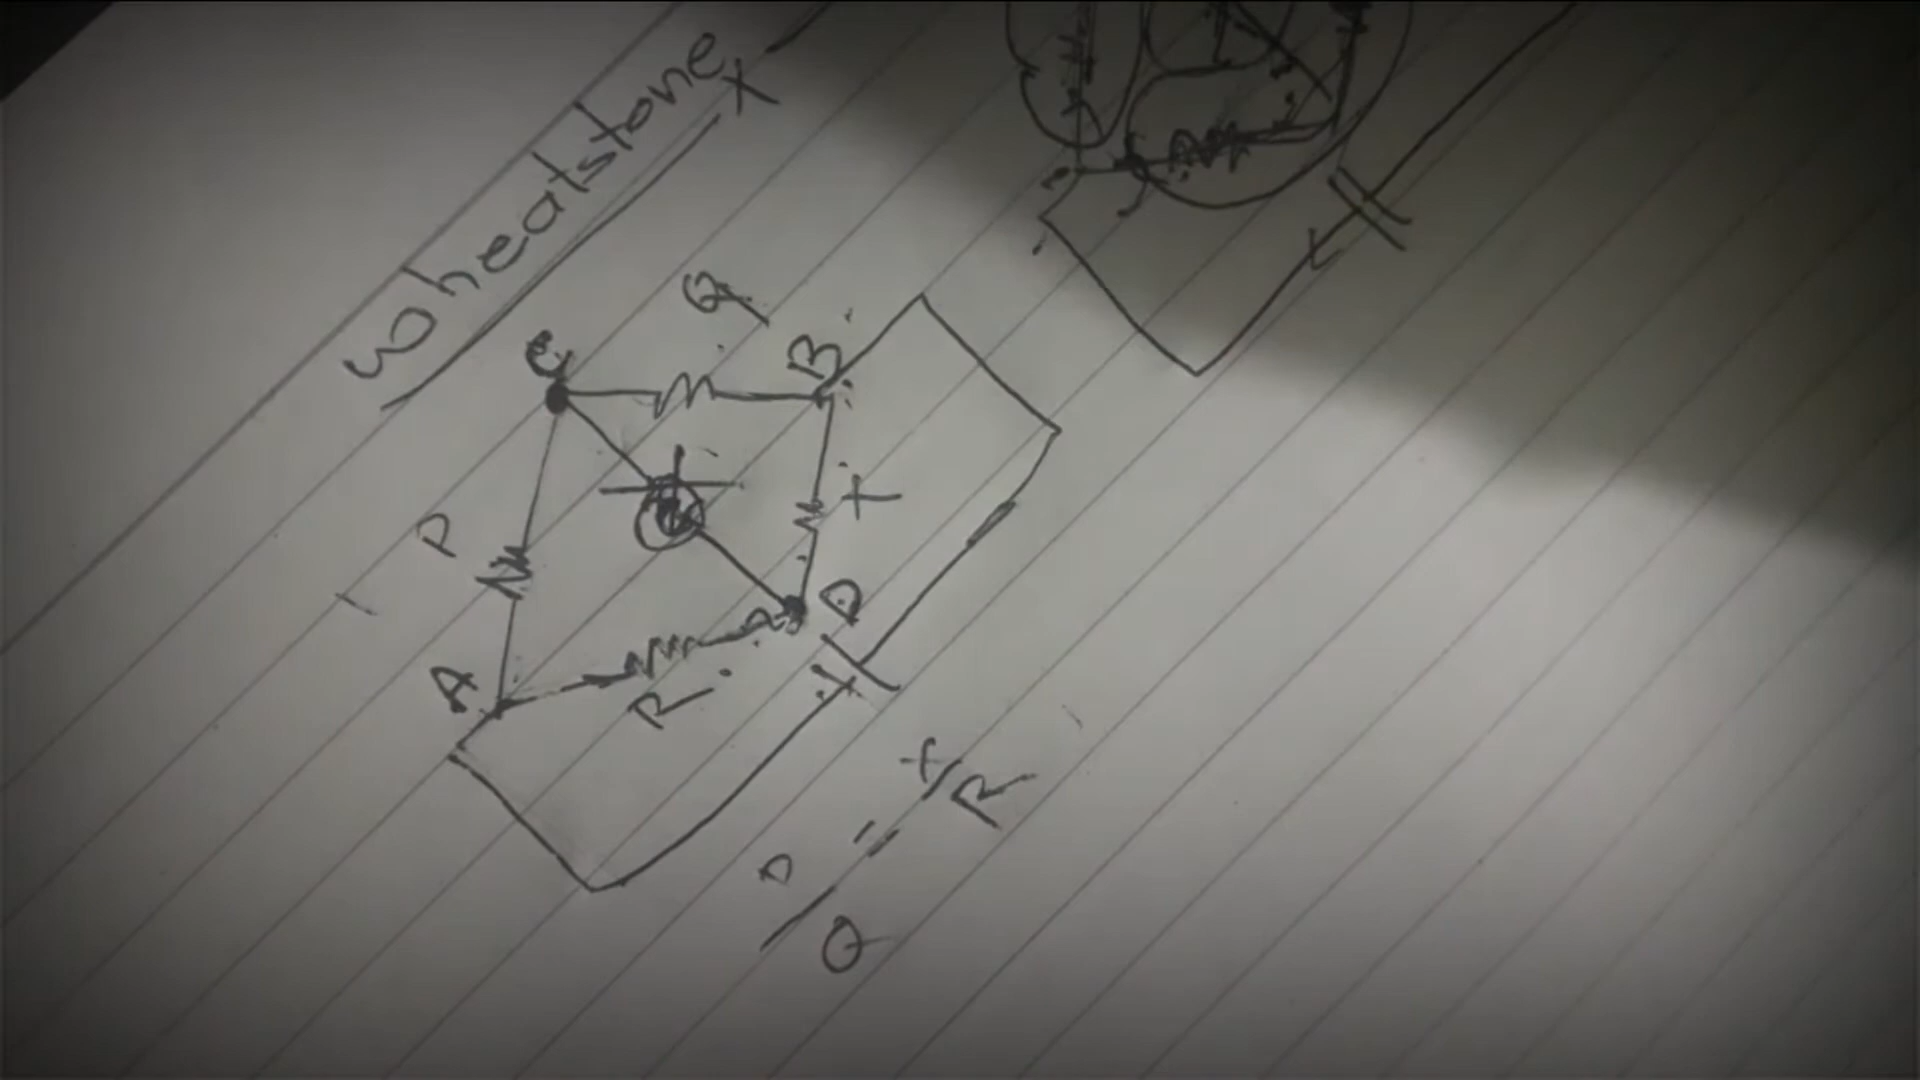 Wheatstone
C
Q
B
P
X
D
A
R
P/Q = X/R